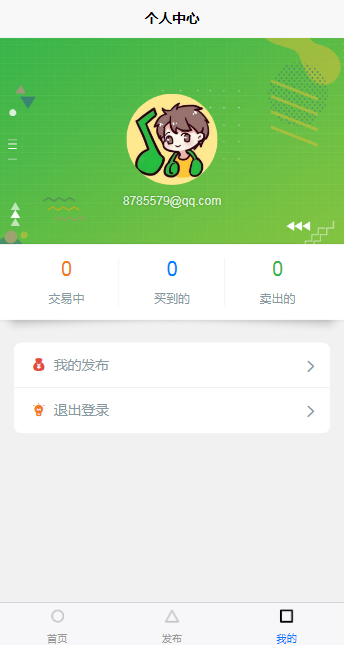 个人中心
8785579@qq.com
0 0 0
交易中 买到的 卖出的
我的发布
退出登录
首页 发布 我的